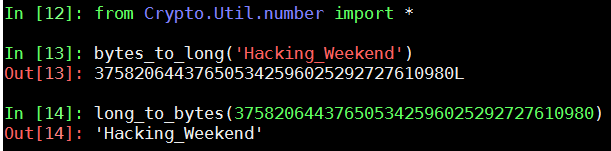 In [12]: from Crypto.Util.number import *
In [13]: bytes_to_long('Hacking_Weekend')
Out[13]: 375820644376505342596025292727610980L
In [14]: long_to_bytes(375820644376505342596025292727610980)
Out[14]: 'Hacking_Weekend'